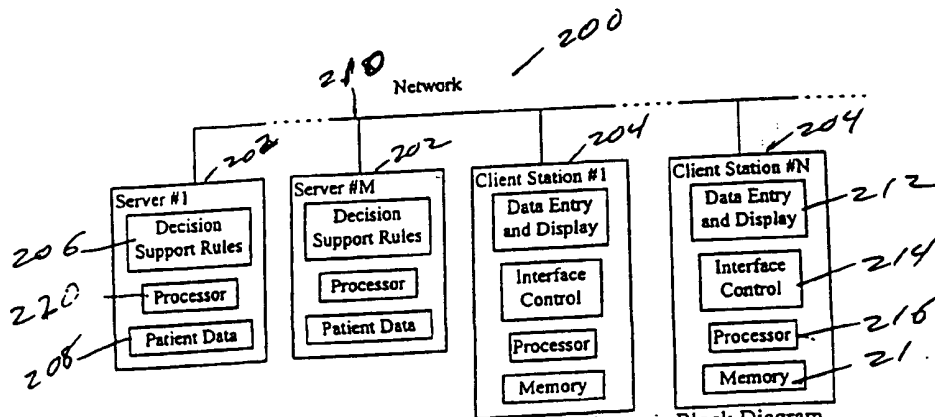 200
210
Network
202
202
204
204
Server #1
Decision
Support Rules
Processor
Patient Data
206
220
208
Server #M
Decision
Support Rules
Processor
Patient Data
Client Station #1
Data Entry
and Display
Interface
Control
Processor
Memory
Client Station #N
Data Entry
and Display
Interface
Control
Processor
Memory
212
214
216
21
Block Diagram